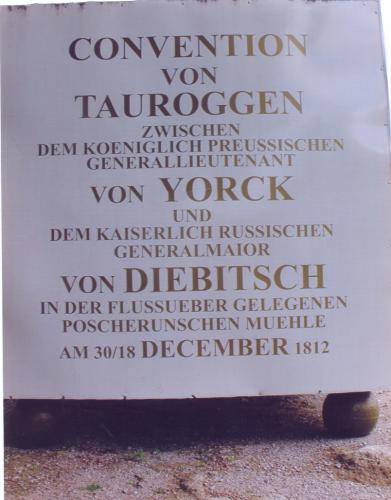 CONVENTION
VON
TAUROGGEN
ZWISCHEN
DEM KOENIGLICH PREUSSISCHEN
GENERALLIEUTENANT
VON YORCK
UND
DEM KAISERLICH RUSSISCHEN
GENERALMAIOR
VON DIEBITSCH
IN DER FLUSSUEBER GELEGENEN
POSCHERUNSCHEN MUEHLE
AM 30/18 DECEMBER 1812